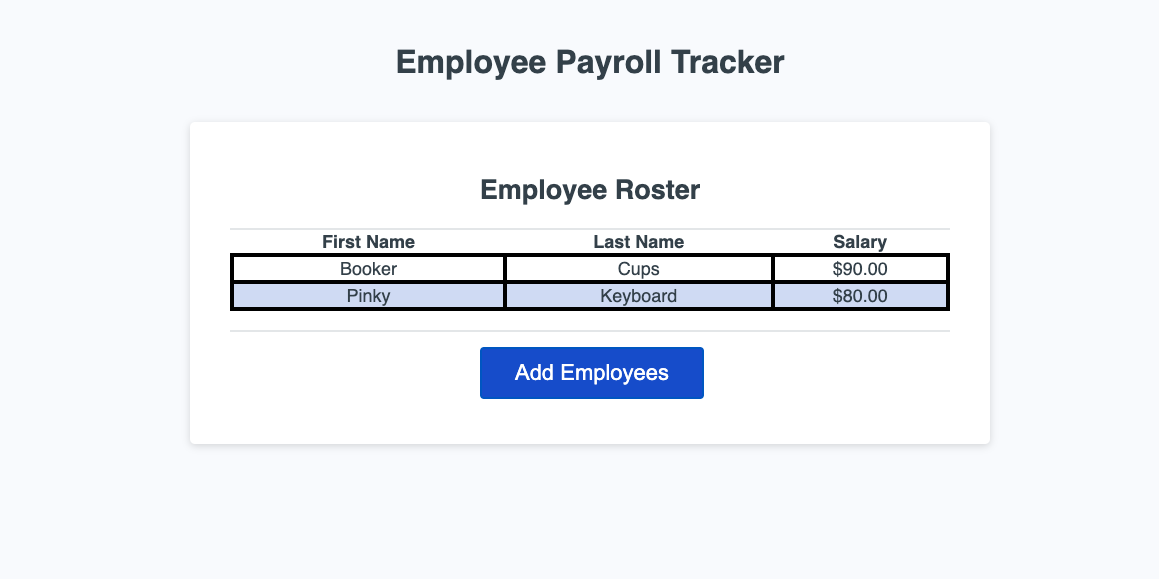 Employee Payroll Tracker
Employee Roster
First Name Last Name Salary
Booker Cups $90.00
Pinky Keyboard $80.00
Add Employees